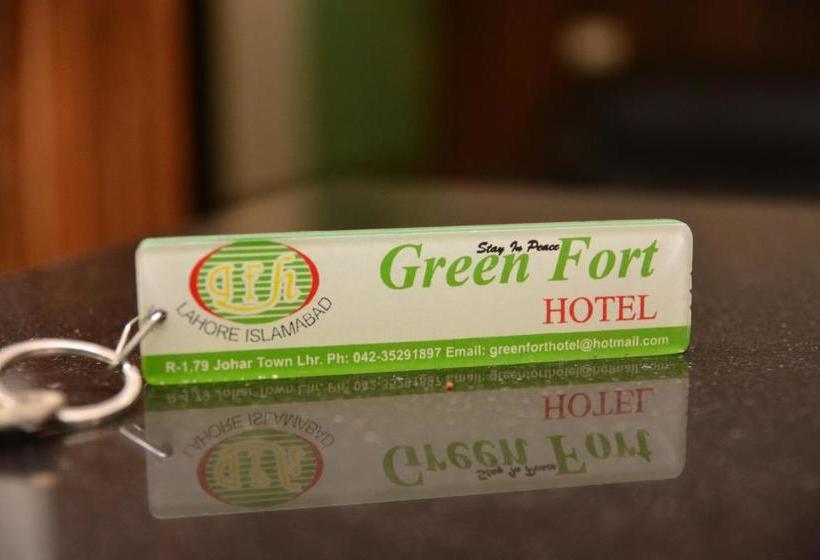 gfh
LAHORE ISLAMABAD
Stay In Peace
Green Fort
HOTEL
R-1,79 Johar Town Lhr. Ph: 042-35291897 Email: greenforthotel@hotmail.com